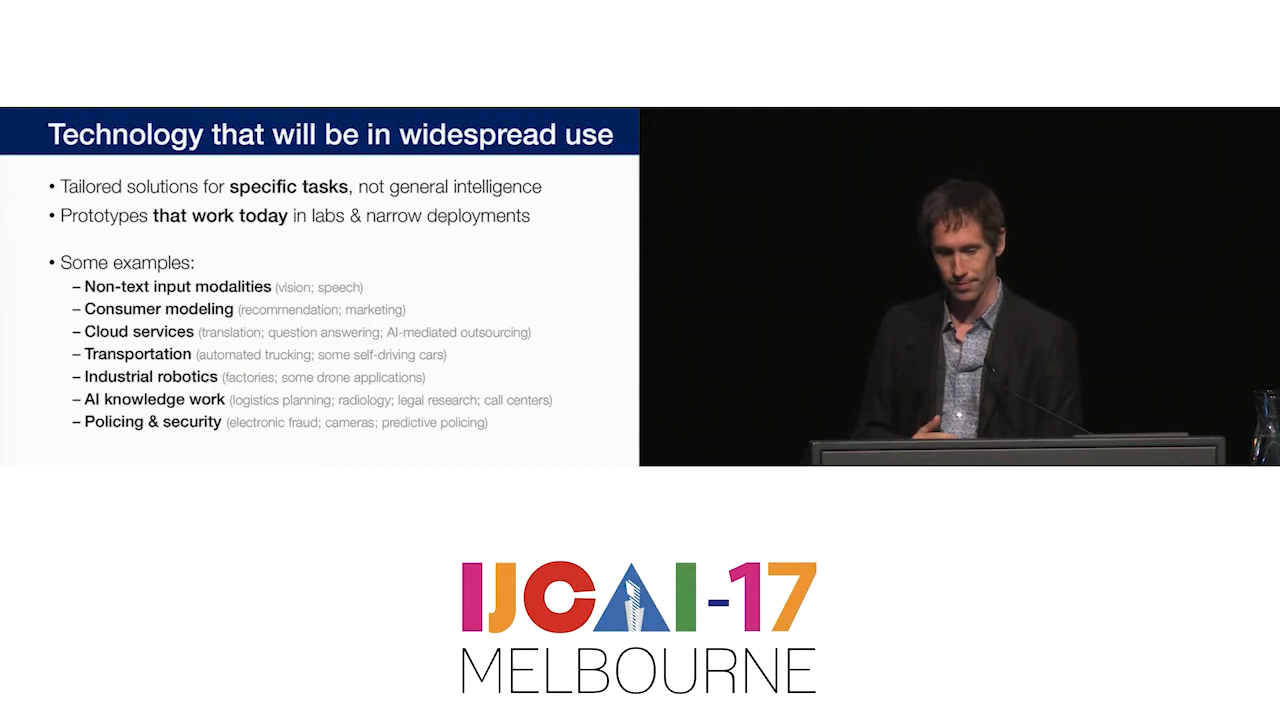 Technology that will be in widespread use
• Tailored solutions for specific tasks, not general intelligence
• Prototypes that work today in labs & narrow deployments
• Some examples:
– Non-text input modalities (vision; speech)
– Consumer modeling (recommendation; marketing)
– Cloud services (translation; question answering; AI-mediated outsourcing)
– Transportation (automated trucking; some self-driving cars)
– Industrial robotics (factories; some drone applications)
– AI knowledge work (logistics planning; radiology; legal research; call centers)
– Policing & security (electronic fraud; cameras; predictive policing)
IJCAI-17
MELBOURNE